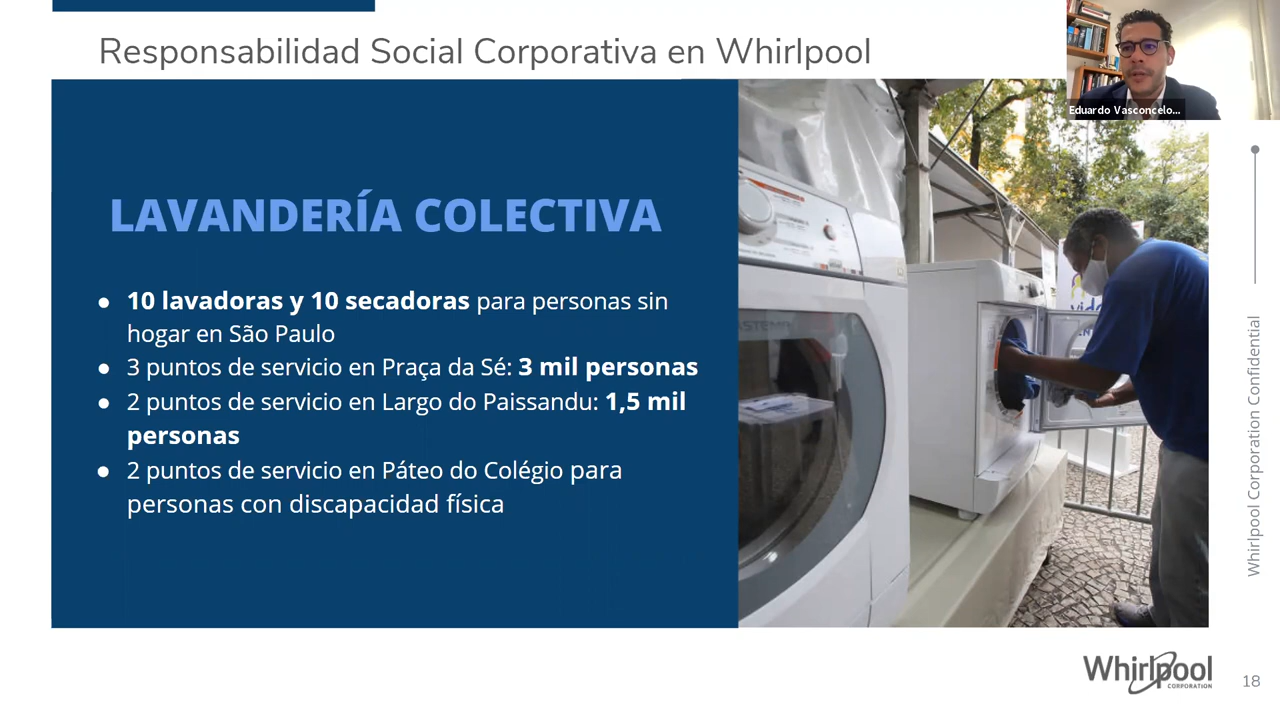 Responsabilidad Social Corporativa en Whirlpool
Eduardo Vasconcelo...
LAVANDERÍA COLECTIVA
● 10 lavadoras y 10 secadoras para personas sin
hogar en São Paulo
● 3 puntos de servicio en Praça da Sé: 3 mil personas
● 2 puntos de servicio en Largo do Paissandu: 1,5 mil
personas
● 2 puntos de servicio en Páteo do Colégio para
personas con discapacidad física
Whirlpool Corporation Confidential
Whirlpool
CORPORATION
18